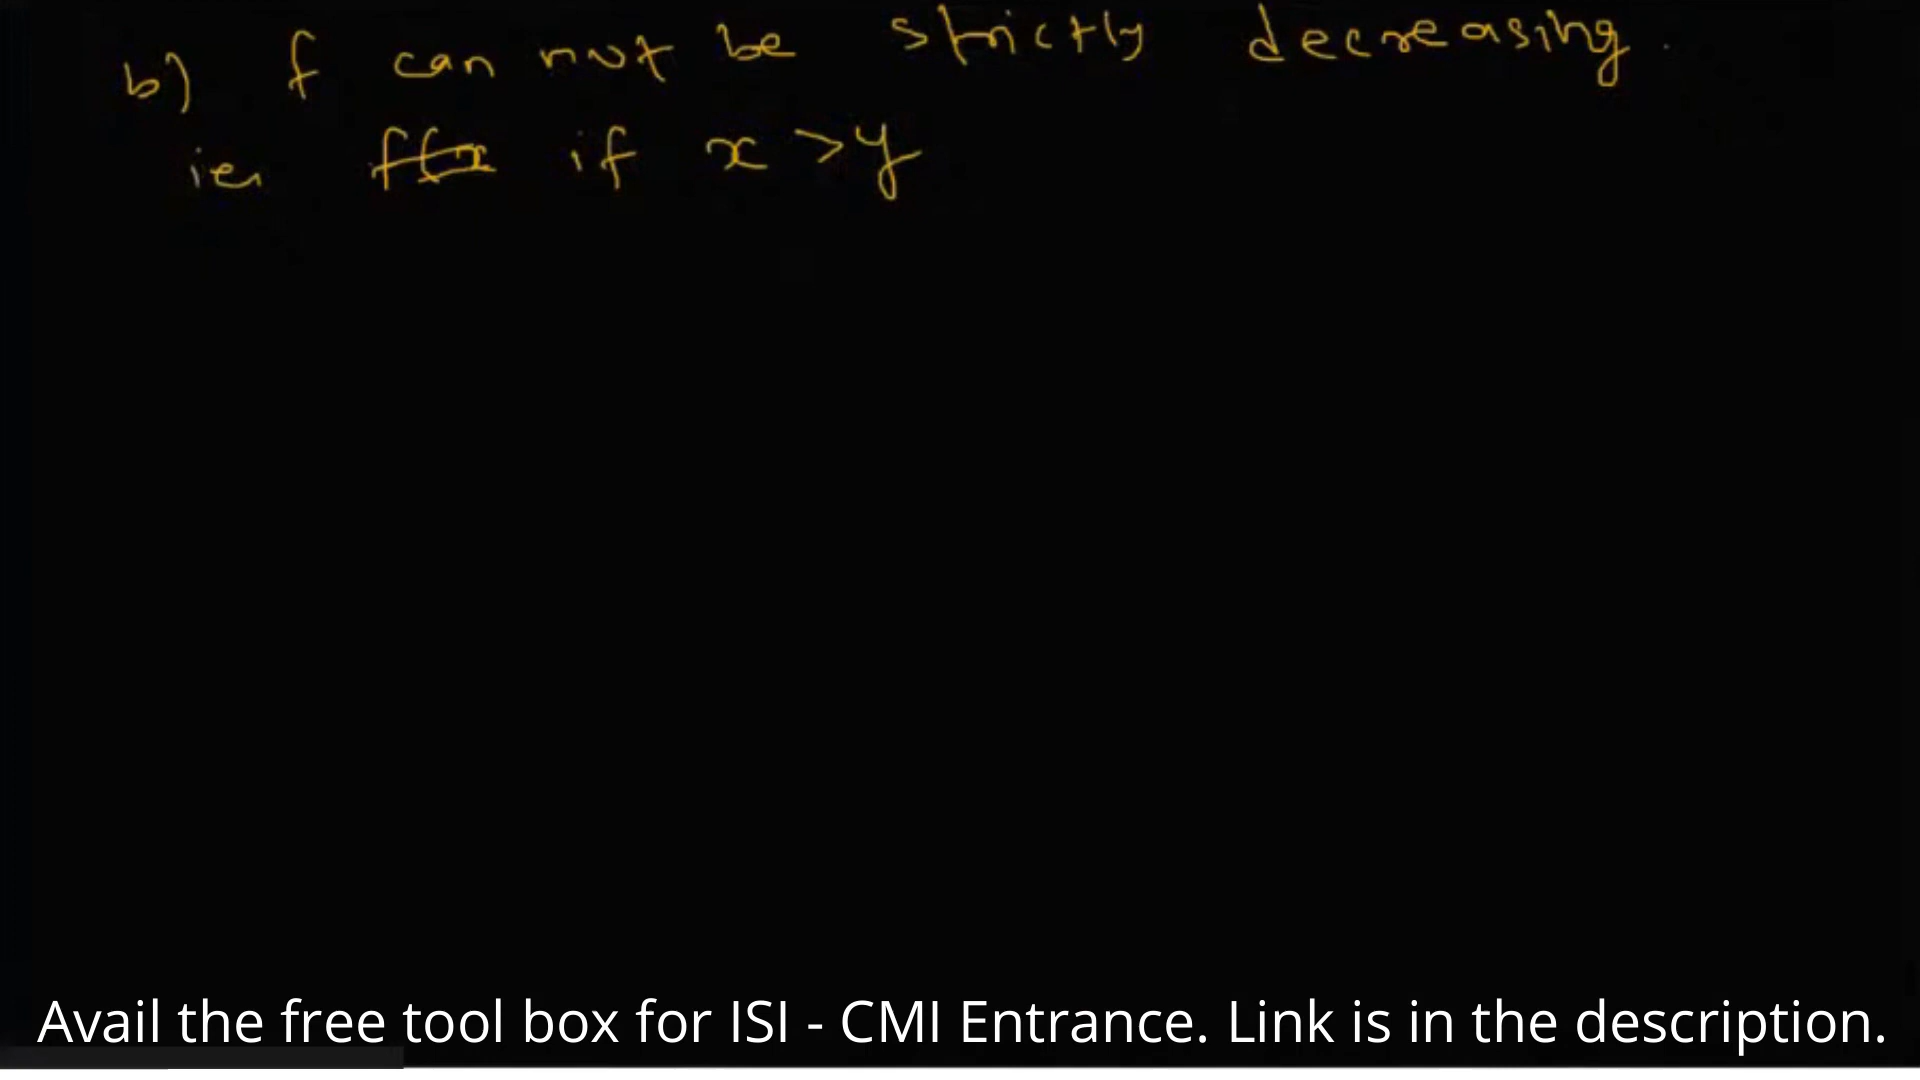 b) f can not be strictly decreasing.
ie, if x > y
Avail the free tool box for ISI - CMI Entrance. Link is in the description.